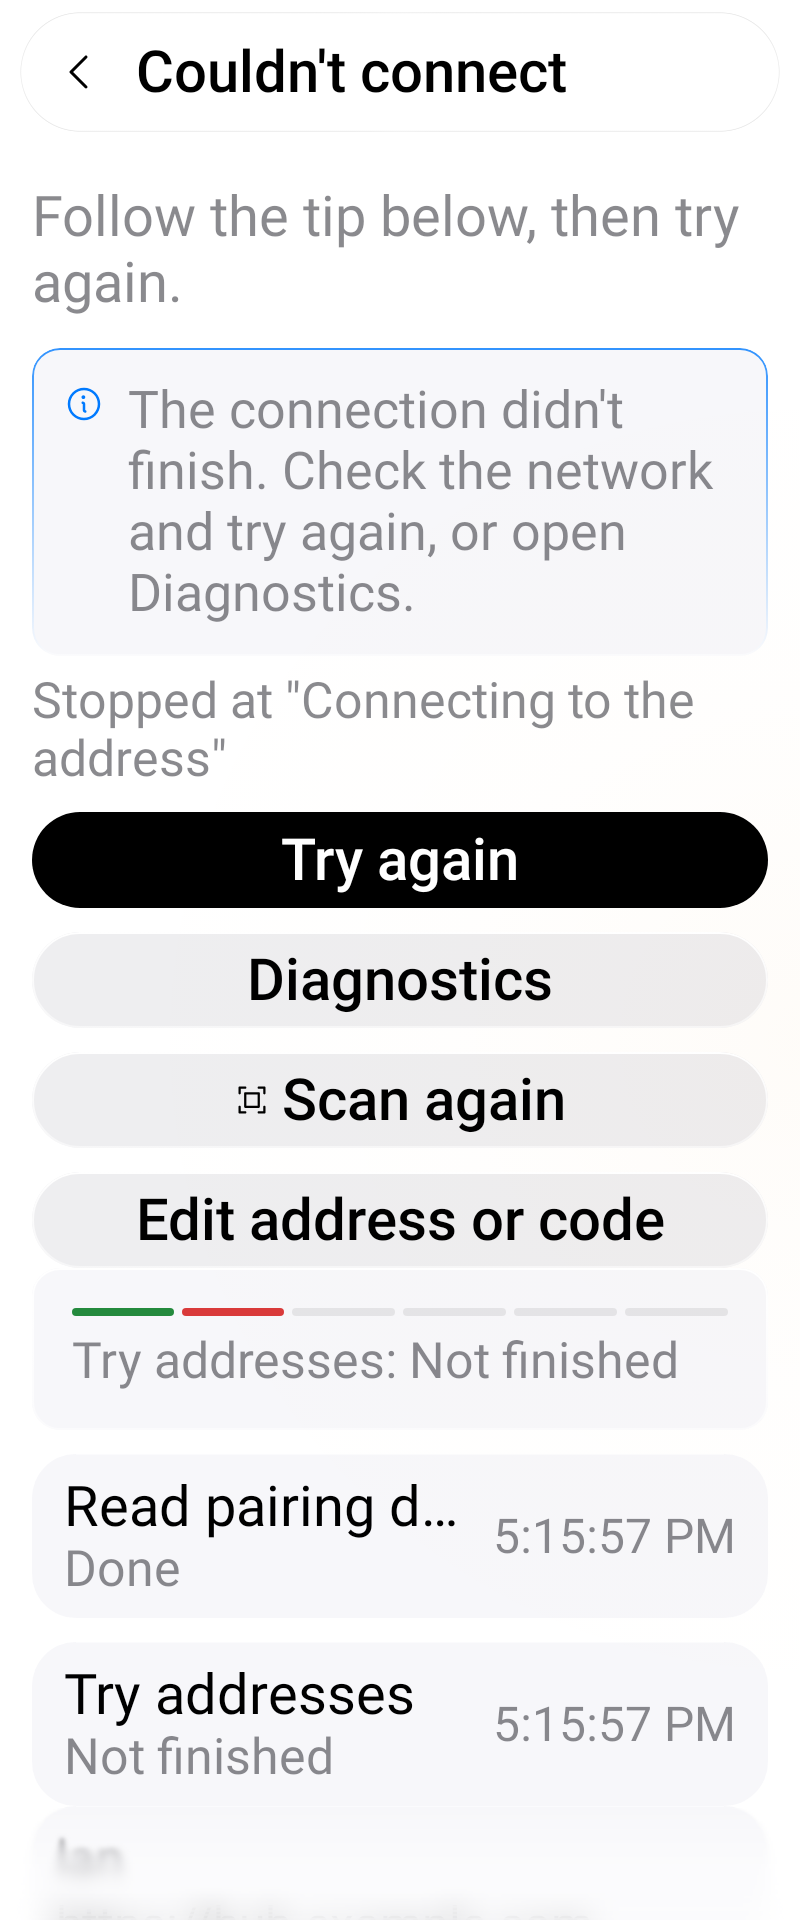 Couldn't connect
Follow the tip below, then try
again.
The connection didn't
finish. Check the network
and try again, or open
Diagnostics.
Stopped at "Connecting to the
address"
Try again
Diagnostics
Scan again
Edit address or code
Try addresses: Not finished
Read pairing d…
5:15:57 PM
Done
Try addresses
5:15:57 PM
Not finished
lan